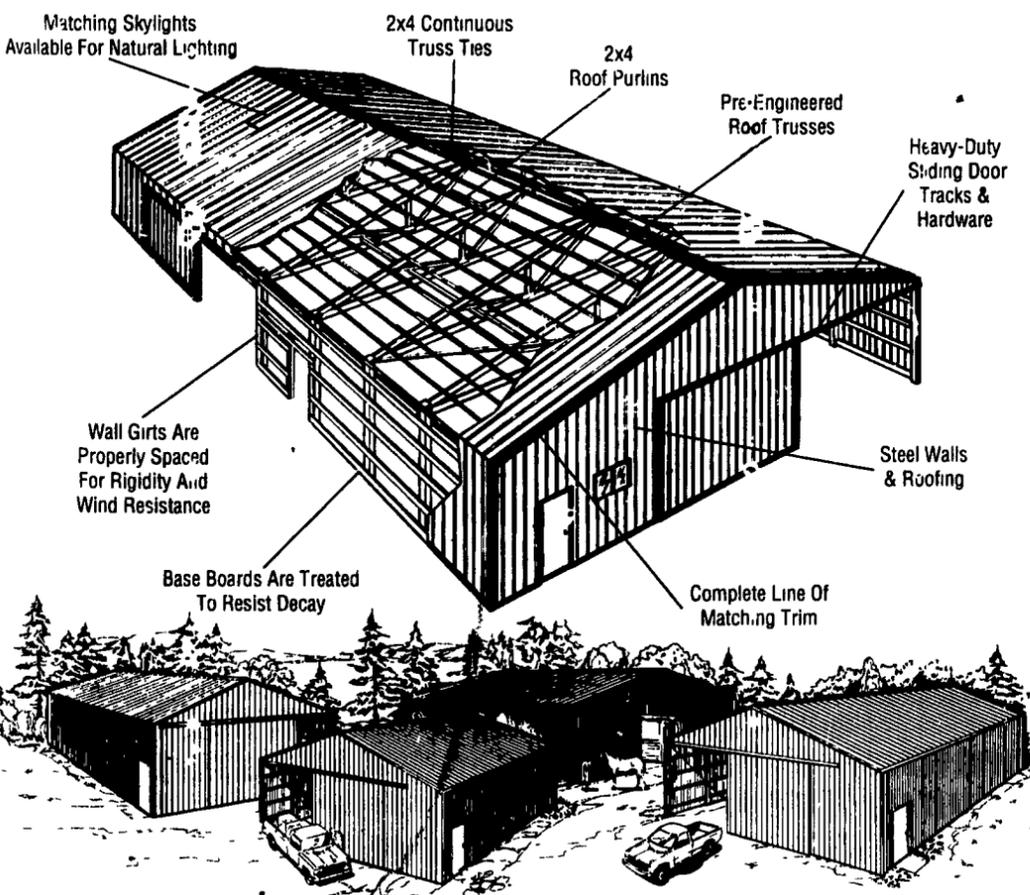 Matching Skylights
Available For Natural Lighting
2x4 Continuous
Truss Ties
2x4
Roof Purlins
Pre-Engineered
Roof Trusses
Heavy-Duty
Sliding Door
Tracks &
Hardware
Wall Girts Are
Properly Spaced
For Rigidity And
Wind Resistance
Steel Walls
& Roofing
Base Boards Are Treated
To Resist Decay
Complete Line Of
Matching Trim